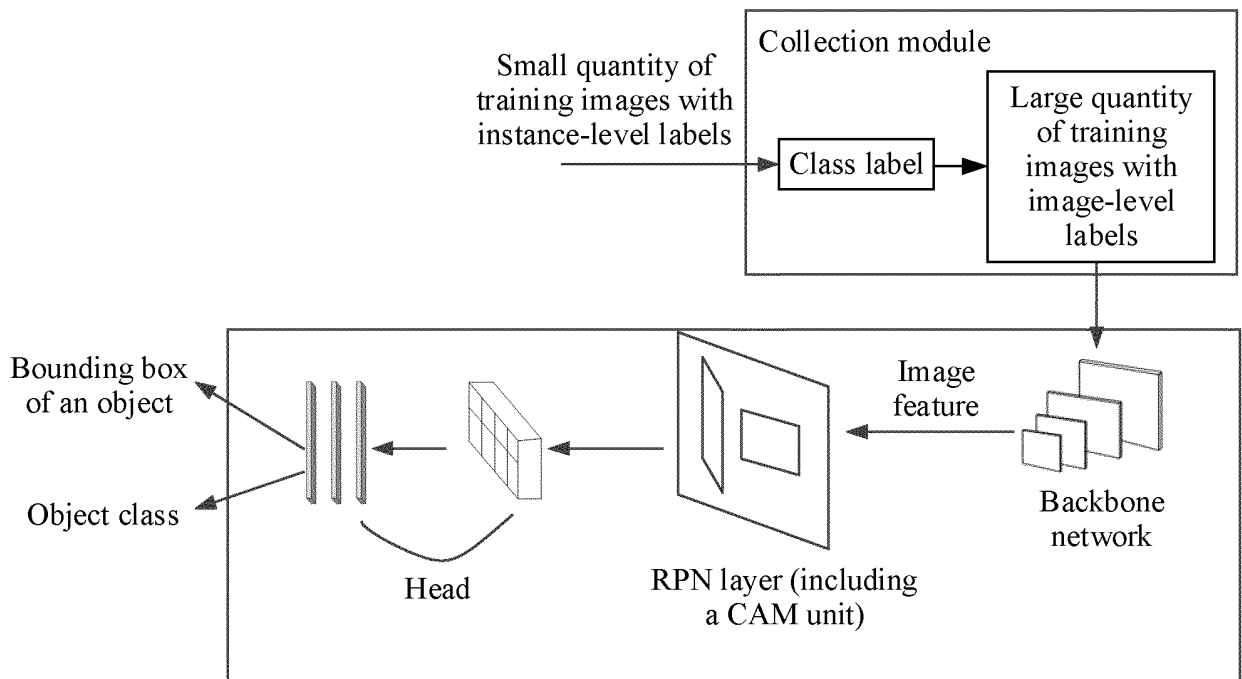 Collection module
Small quantity of
training images with
instance-level labels
Class label
Large quantity
of training
images with
image-level
labels
Bounding box
of an object
Object class
Head
RPN layer (including
a CAM unit)
Image
feature
Backbone
network